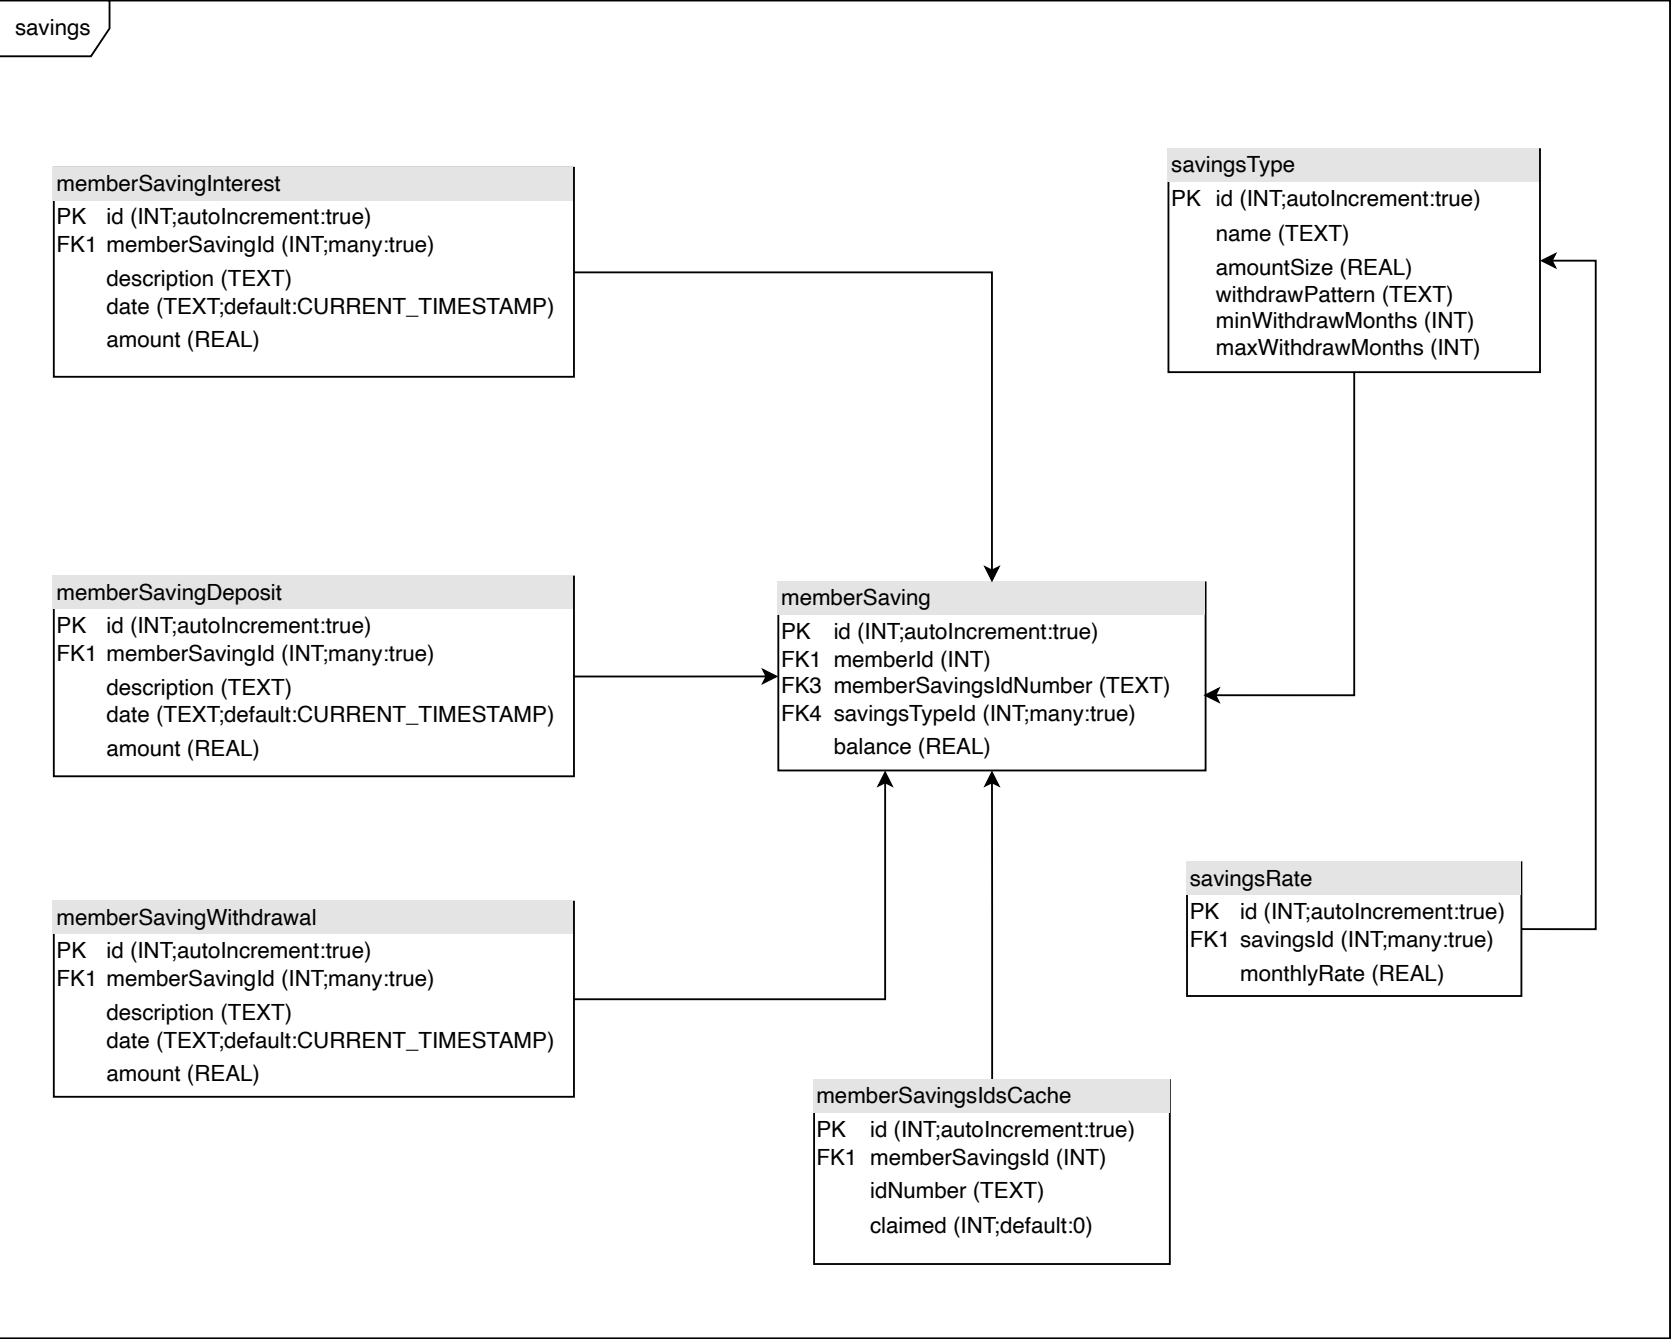 savings
memberSavingInterest
PK id (INT;autoIncrement:true)
FK1 memberSavingId (INT;many:true)
description (TEXT)
date (TEXT;default:CURRENT_TIMESTAMP)
amount (REAL)
savingsType
PK id (INT;autoIncrement:true)
name (TEXT)
amountSize (REAL)
withdrawPattern (TEXT)
minWithdrawMonths (INT)
maxWithdrawMonths (INT)
memberSavingDeposit
PK id (INT;autoIncrement:true)
FK1 memberSavingId (INT;many:true)
description (TEXT)
date (TEXT;default:CURRENT_TIMESTAMP)
amount (REAL)
memberSaving
PK id (INT;autoIncrement:true)
FK1 memberId (INT)
FK3 memberSavingsIdNumber (TEXT)
FK4 savingsTypeId (INT;many:true)
balance (REAL)
savingsRate
PK id (INT;autoIncrement:true)
FK1 savingsId (INT;many:true)
monthlyRate (REAL)
memberSavingWithdrawal
PK id (INT;autoIncrement:true)
FK1 memberSavingId (INT;many:true)
description (TEXT)
date (TEXT;default:CURRENT_TIMESTAMP)
amount (REAL)
memberSavingsIdsCache
PK id (INT;autoIncrement:true)
FK1 memberSavingsId (INT)
idNumber (TEXT)
claimed (INT;default:0)